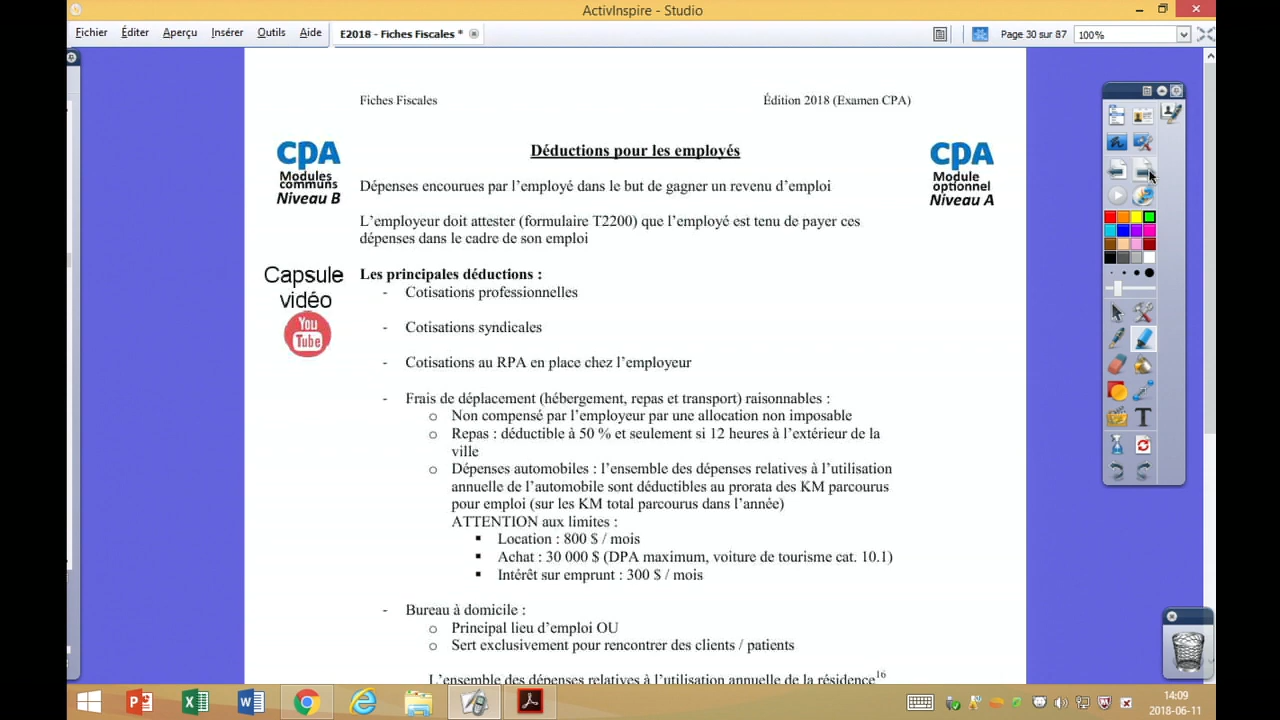 ActivInspire - Studio
Fichier Éditer Aperçu Insérer Outils Aide E2018 - Fiches Fiscales * Page 30 sur 87 100%
Fiches Fiscales Édition 2018 (Examen CPA)
CPA
Modules
communs
Niveau B
Déductions pour les employés
CPA
Module
optionnel
Niveau A
Dépenses encourues par l'employé dans le but de gagner un revenu d'emploi
L'employeur doit attester (formulaire T2200) que l'employé est tenu de payer ces
dépenses dans le cadre de son emploi
Capsule
vidéo
You
Tube
Les principales déductions :
- Cotisations professionnelles
- Cotisations syndicales
- Cotisations au RPA en place chez l'employeur
- Frais de déplacement (hébergement, repas et transport) raisonnables :
o Non compensé par l'employeur par une allocation non imposable
o Repas : déductible à 50 % et seulement si 12 heures à l'extérieur de la
ville
o Dépenses automobiles : l'ensemble des dépenses relatives à l'utilisation
annuelle de l'automobile sont déductibles au prorata des KM parcourus
pour emploi (sur les KM total parcourus dans l'année)
ATTENTION aux limites :
▪ Location : 800 $ / mois
▪ Achat : 30 000 $ (DPA maximum, voiture de tourisme cat. 10.1)
▪ Intérêt sur emprunt : 300 $ / mois
- Bureau à domicile :
o Principal lieu d'emploi OU
o Sert exclusivement pour rencontrer des clients / patients
L'ensemble des dépenses relatives à l'utilisation annuelle de la résidence16
14:09
2018-06-11